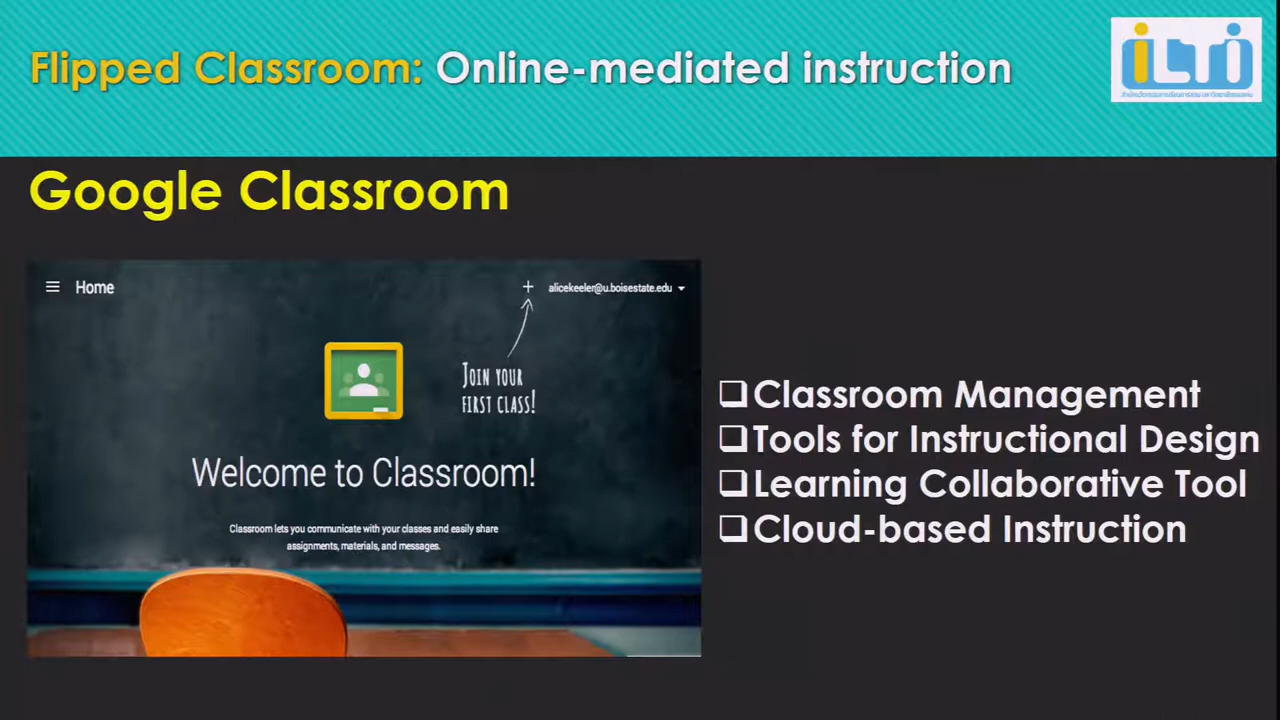 Flipped Classroom: Online-mediated instruction
iLTi
Google Classroom
Home
+ alicekeeler@u.boisestate.edu
JOIN YOUR
FIRST CLASS!
Welcome to Classroom!
Classroom lets you communicate with your classes and easily share
assignments, materials, and messages.
❑Classroom Management
❑Tools for Instructional Design
❑Learning Collaborative Tool
❑Cloud-based Instruction